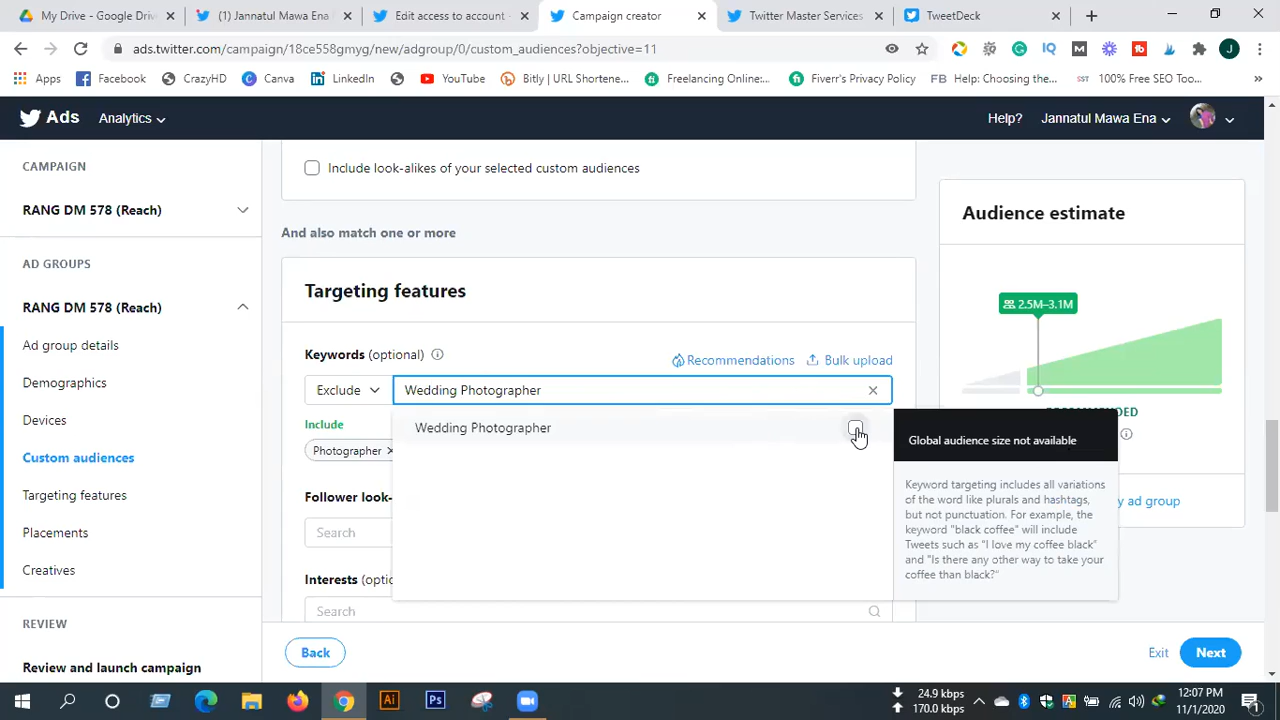 My Drive - Google Drive
(1) Jannatul Mawa Ena
Edit access to account -
Campaign creator
Twitter Master Services
TweetDeck
ads.twitter.com/campaign/18ce558gmyg/new/adgroup/0/custom_audiences?objective=11
Apps
Facebook
CrazyHD
Canva
LinkedIn
YouTube
Bitly | URL Shortene...
Freelancing Online:...
Fiverr's Privacy Policy
FB Help: Choosing the...
SST 100% Free SEO Too...
Ads
Analytics
Help?
Jannatul Mawa Ena
CAMPAIGN
RANG DM 578 (Reach)
AD GROUPS
RANG DM 578 (Reach)
Ad group details
Demographics
Devices
Custom audiences
Targeting features
Placements
Creatives
REVIEW
Review and launch campaign
Include look-alikes of your selected custom audiences
And also match one or more
Targeting features
Keywords (optional)
Recommendations
Bulk upload
Exclude
Wedding Photographer
Wedding Photographer
Include
Photographer
Follower look-
Search
Interests (optio
Search
Global audience size not available
Keyword targeting includes all variations
of the word like plurals and hashtags,
but not punctuation. For example, the
keyword "black coffee" will include
Tweets such as "I love my coffee black"
and "Is there any other way to take your
coffee than black?"
Audience estimate
2.5M–3.1M
y ad group
Back
Exit
Next
24.9 kbps
170.0 kbps
12:07 PM
11/1/2020